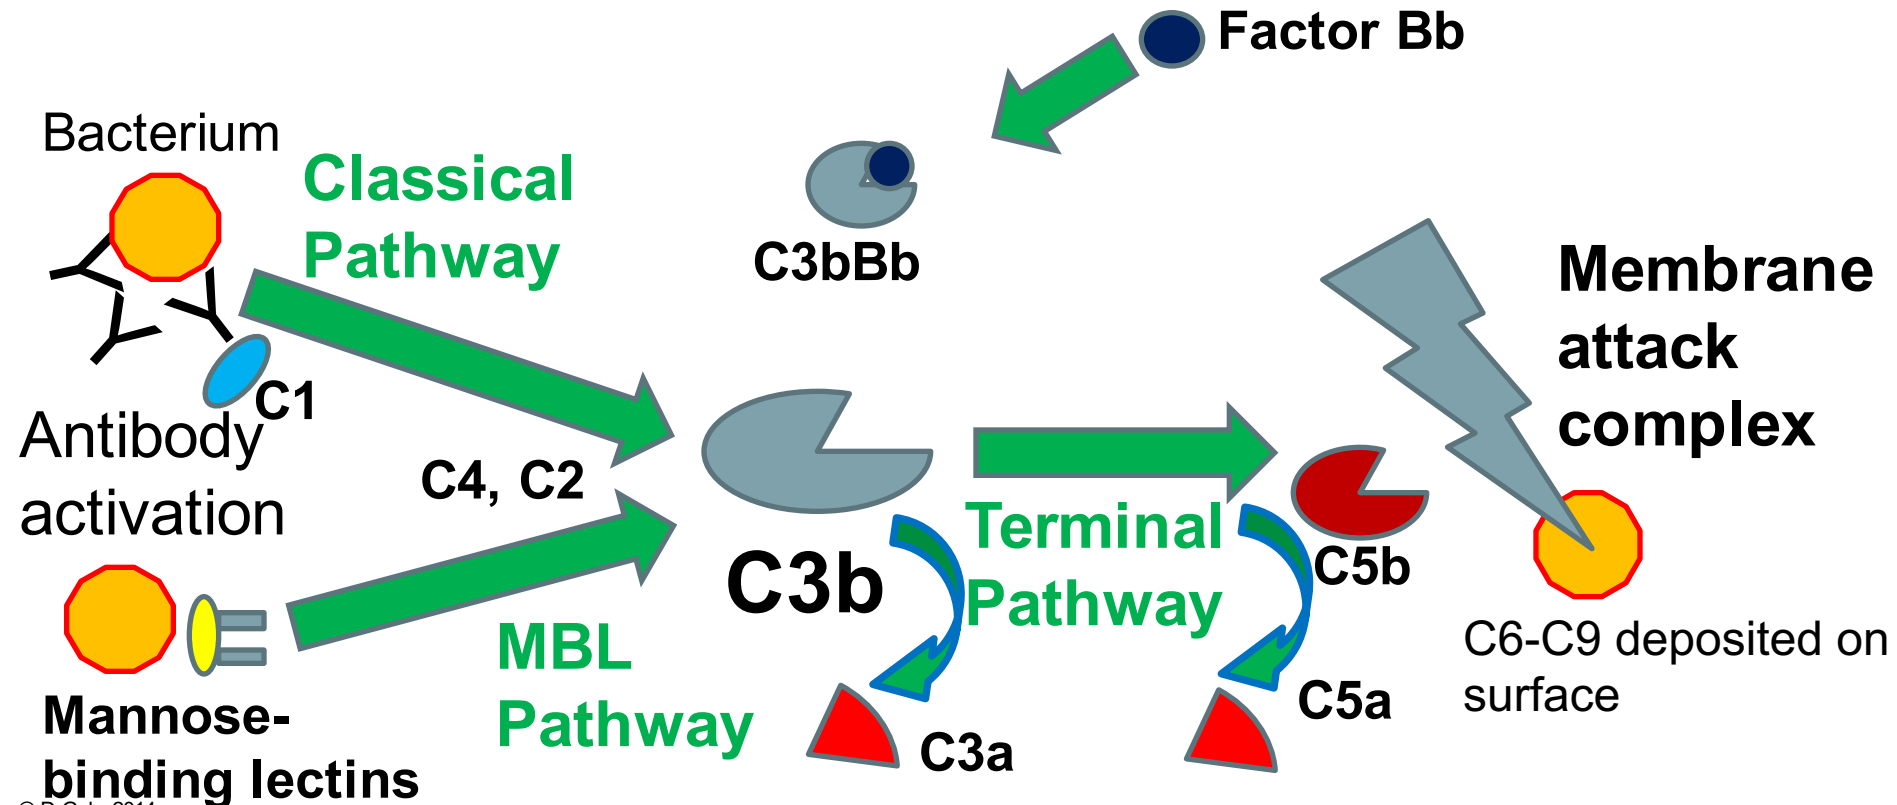 Factor Bb
Bacterium
Classical
Pathway
C3bBb
Membrane
attack
complex
C1
Antibody
activation
C4, C2
C3b
Terminal
Pathway
C5b
MBL
Pathway
C6-C9 deposited on
surface
C5a
C3a
Mannose-
binding lectins